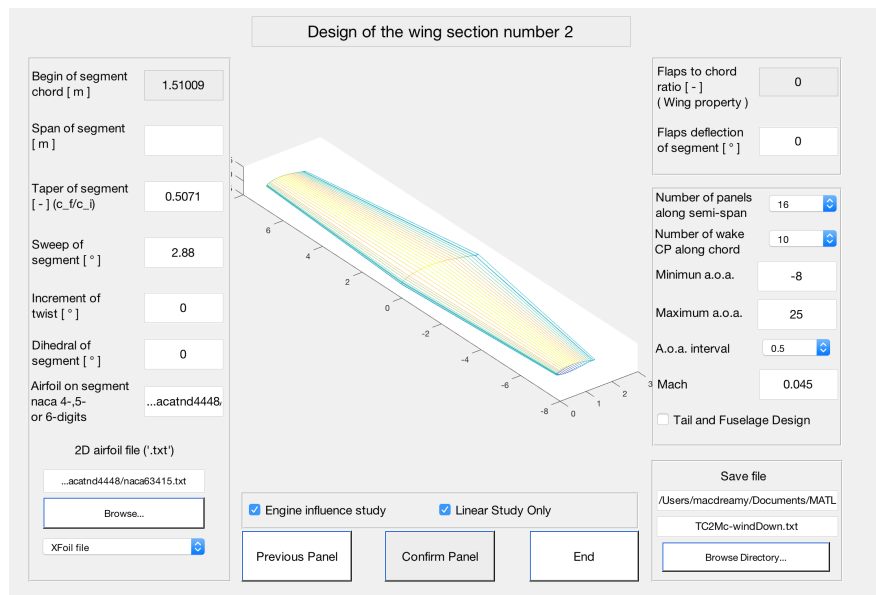 Design of the wing section number 2
Begin of segment
chord [ m ]
1.51009
Span of segment
[ m ]
Taper of segment
[ - ] (c_f/c_i)
0.5071
Sweep of
segment [ ° ]
2.88
Increment of
twist [ ° ]
0
Dihedral of
segment [ ° ]
0
Airfoil on segment
naca 4-,5-
or 6-digits
...acatnd4448/
2D airfoil file ('.txt')
...acatnd4448/naca63415.txt
Browse...
XFoil file
6
4
2
0
-2
-4
-6
-8
0
1
2
3
Engine influence study
Linear Study Only
Previous Panel
Confirm Panel
End
Flaps to chord
ratio [ - ]
( Wing property )
0
Flaps deflection
of segment [ ° ]
0
Number of panels
along semi-span
16
Number of wake
CP along chord
10
Minimun a.o.a.
-8
Maximum a.o.a.
25
A.o.a. interval
0.5
Mach
0.045
Tail and Fuselage Design
Save file
/Users/macdreamy/Documents/MATL
TC2Mc-windDown.txt
Browse Directory...